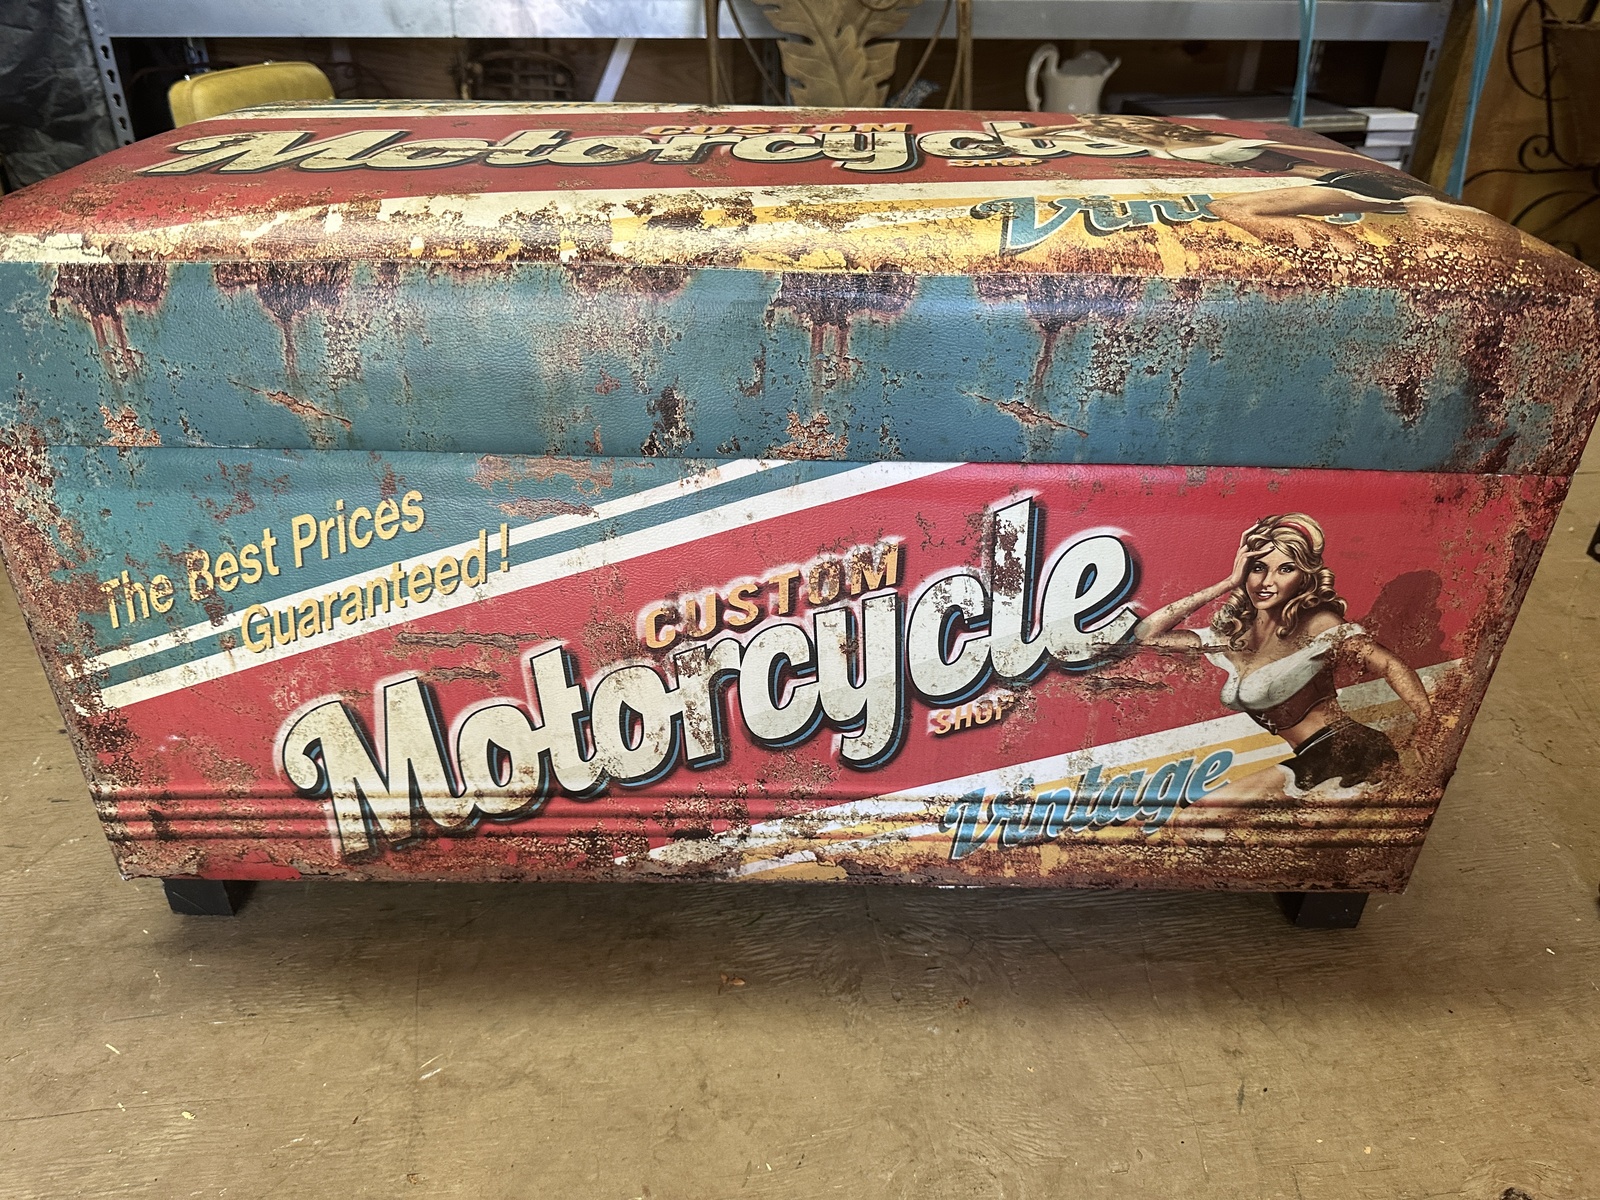 CUSTOM
Motorcycle
SHOP
The Best Prices
Guaranteed!
CUSTOM
Motorcycle
SHOP
Vintage